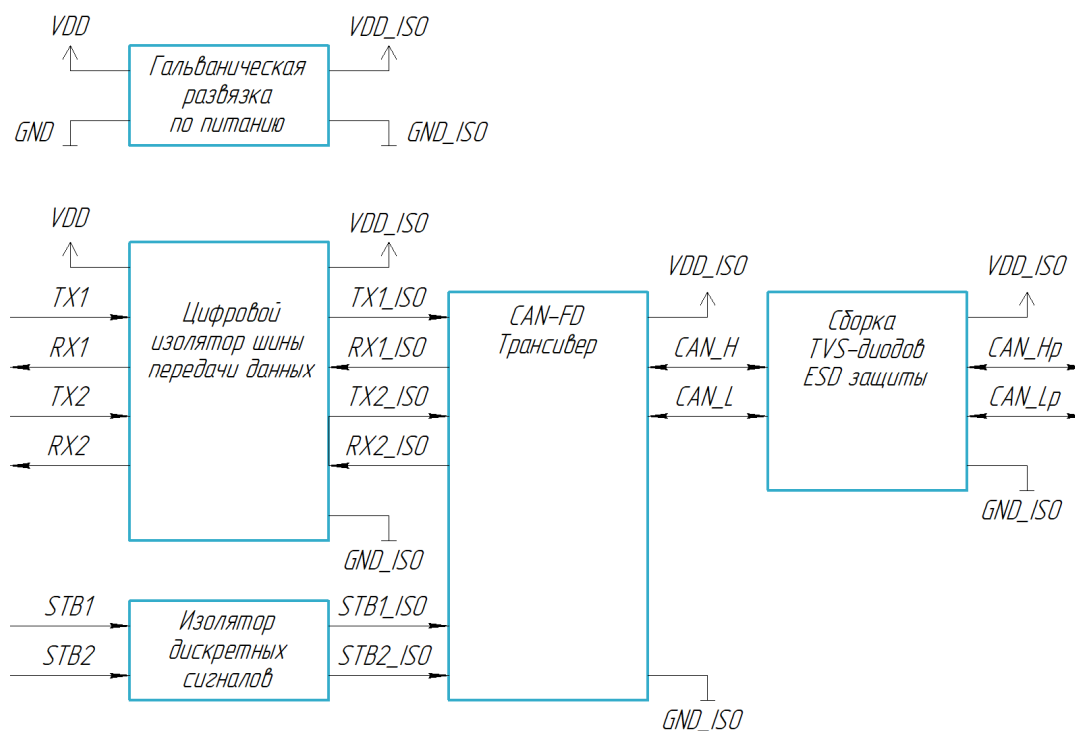 VDD
VDD_ISO
Гальваническая
развязка
по питанию
GND
GND_ISO
VDD
VDD_ISO
TX1
RX1
TX2
RX2
Цифровой
изолятор шины
передачи данных
TX1_ISO
RX1_ISO
TX2_ISO
RX2_ISO
GND_ISO
STB1
STB2
Изолятор
дискретных
сигналов
STB1_ISO
STB2_ISO
CAN-FD
Трансивер
VDD_ISO
CAN_H
CAN_L
GND_ISO
Сборка
TVS-диодов
ESD защиты
VDD_ISO
CAN_Hp
CAN_Lp
GND_ISO